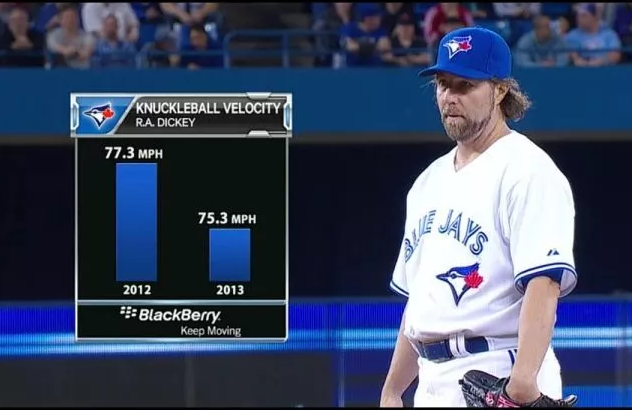 KNUCKLEBALL VELOCITY
R.A. DICKEY
77.3 MPH
75.3 MPH
2012
2013
BlackBerry
Keep Moving
BLUE JAYS